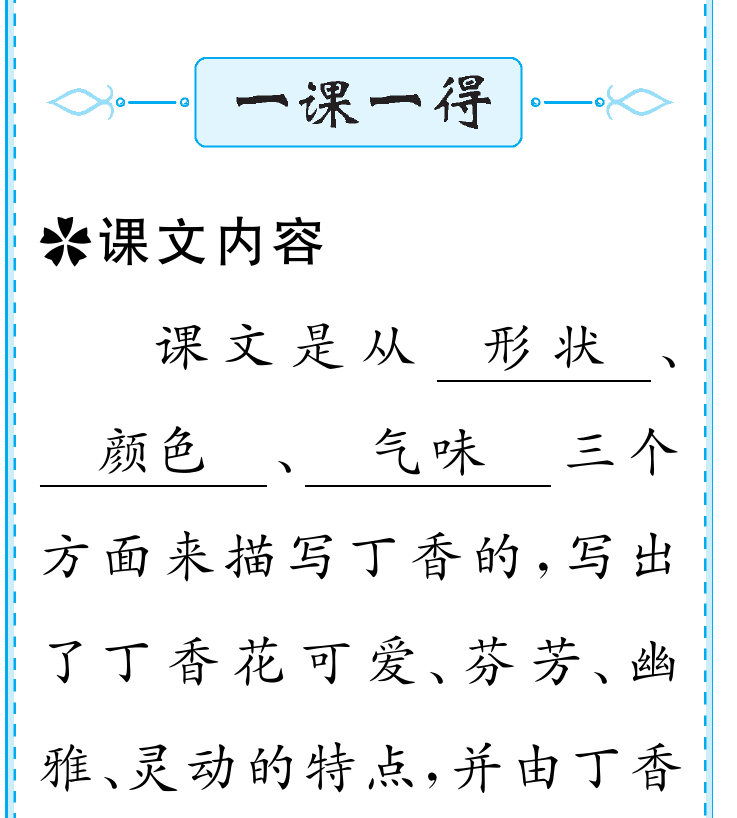 一课一得
课文内容
课文是从 形状 、
颜色 、 气味 三个
方面来描写丁香的,写出
了丁香花可爱、芬芳、幽
雅、灵动的特点,并由丁香